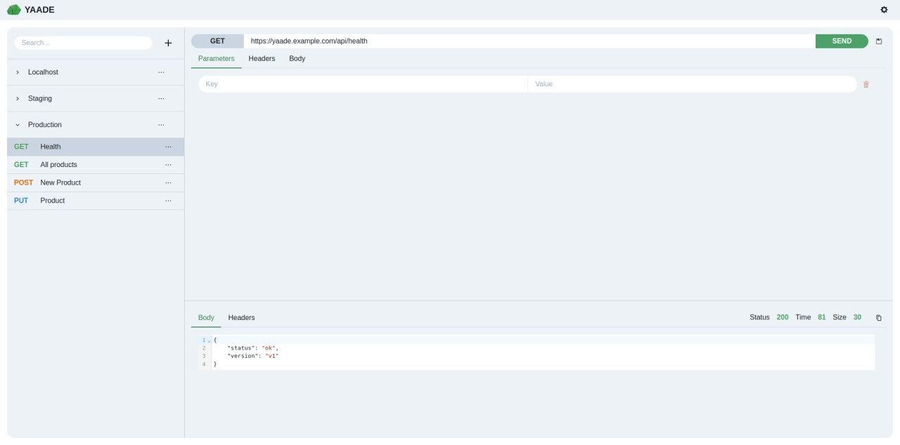 YAADE
Search...
Localhost
Staging
Production
GET Health
GET All products
POST New Product
PUT Product
GET https://yaade.example.com/api/health SEND
Parameters Headers Body
Key Value
Body Headers Status 200 Time 81 Size 30
1 {
2 "status": "ok",
3 "version": "v1"
4 }